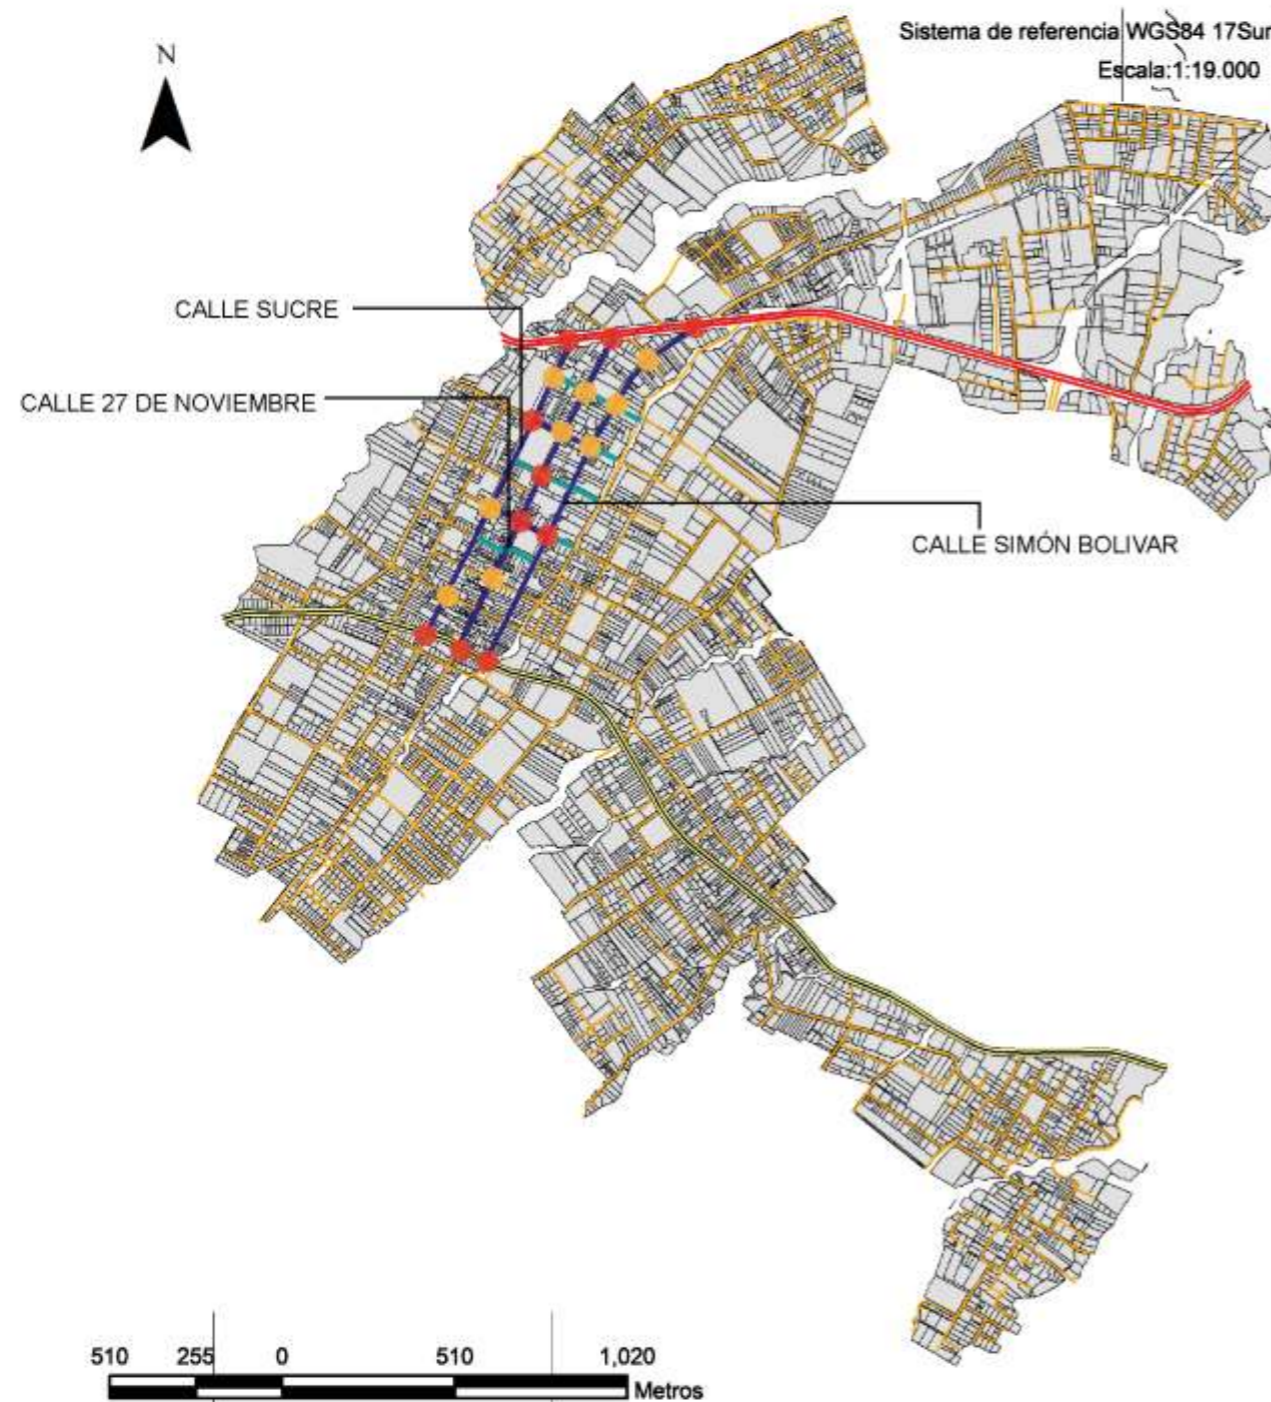 N
Sistema de referencia WGS84 17Sur
Escala:1:19.000
CALLE SUCRE
CALLE 27 DE NOVIEMBRE
CALLE SIMÓN BOLIVAR
510 255 0 510 1,020
Metros